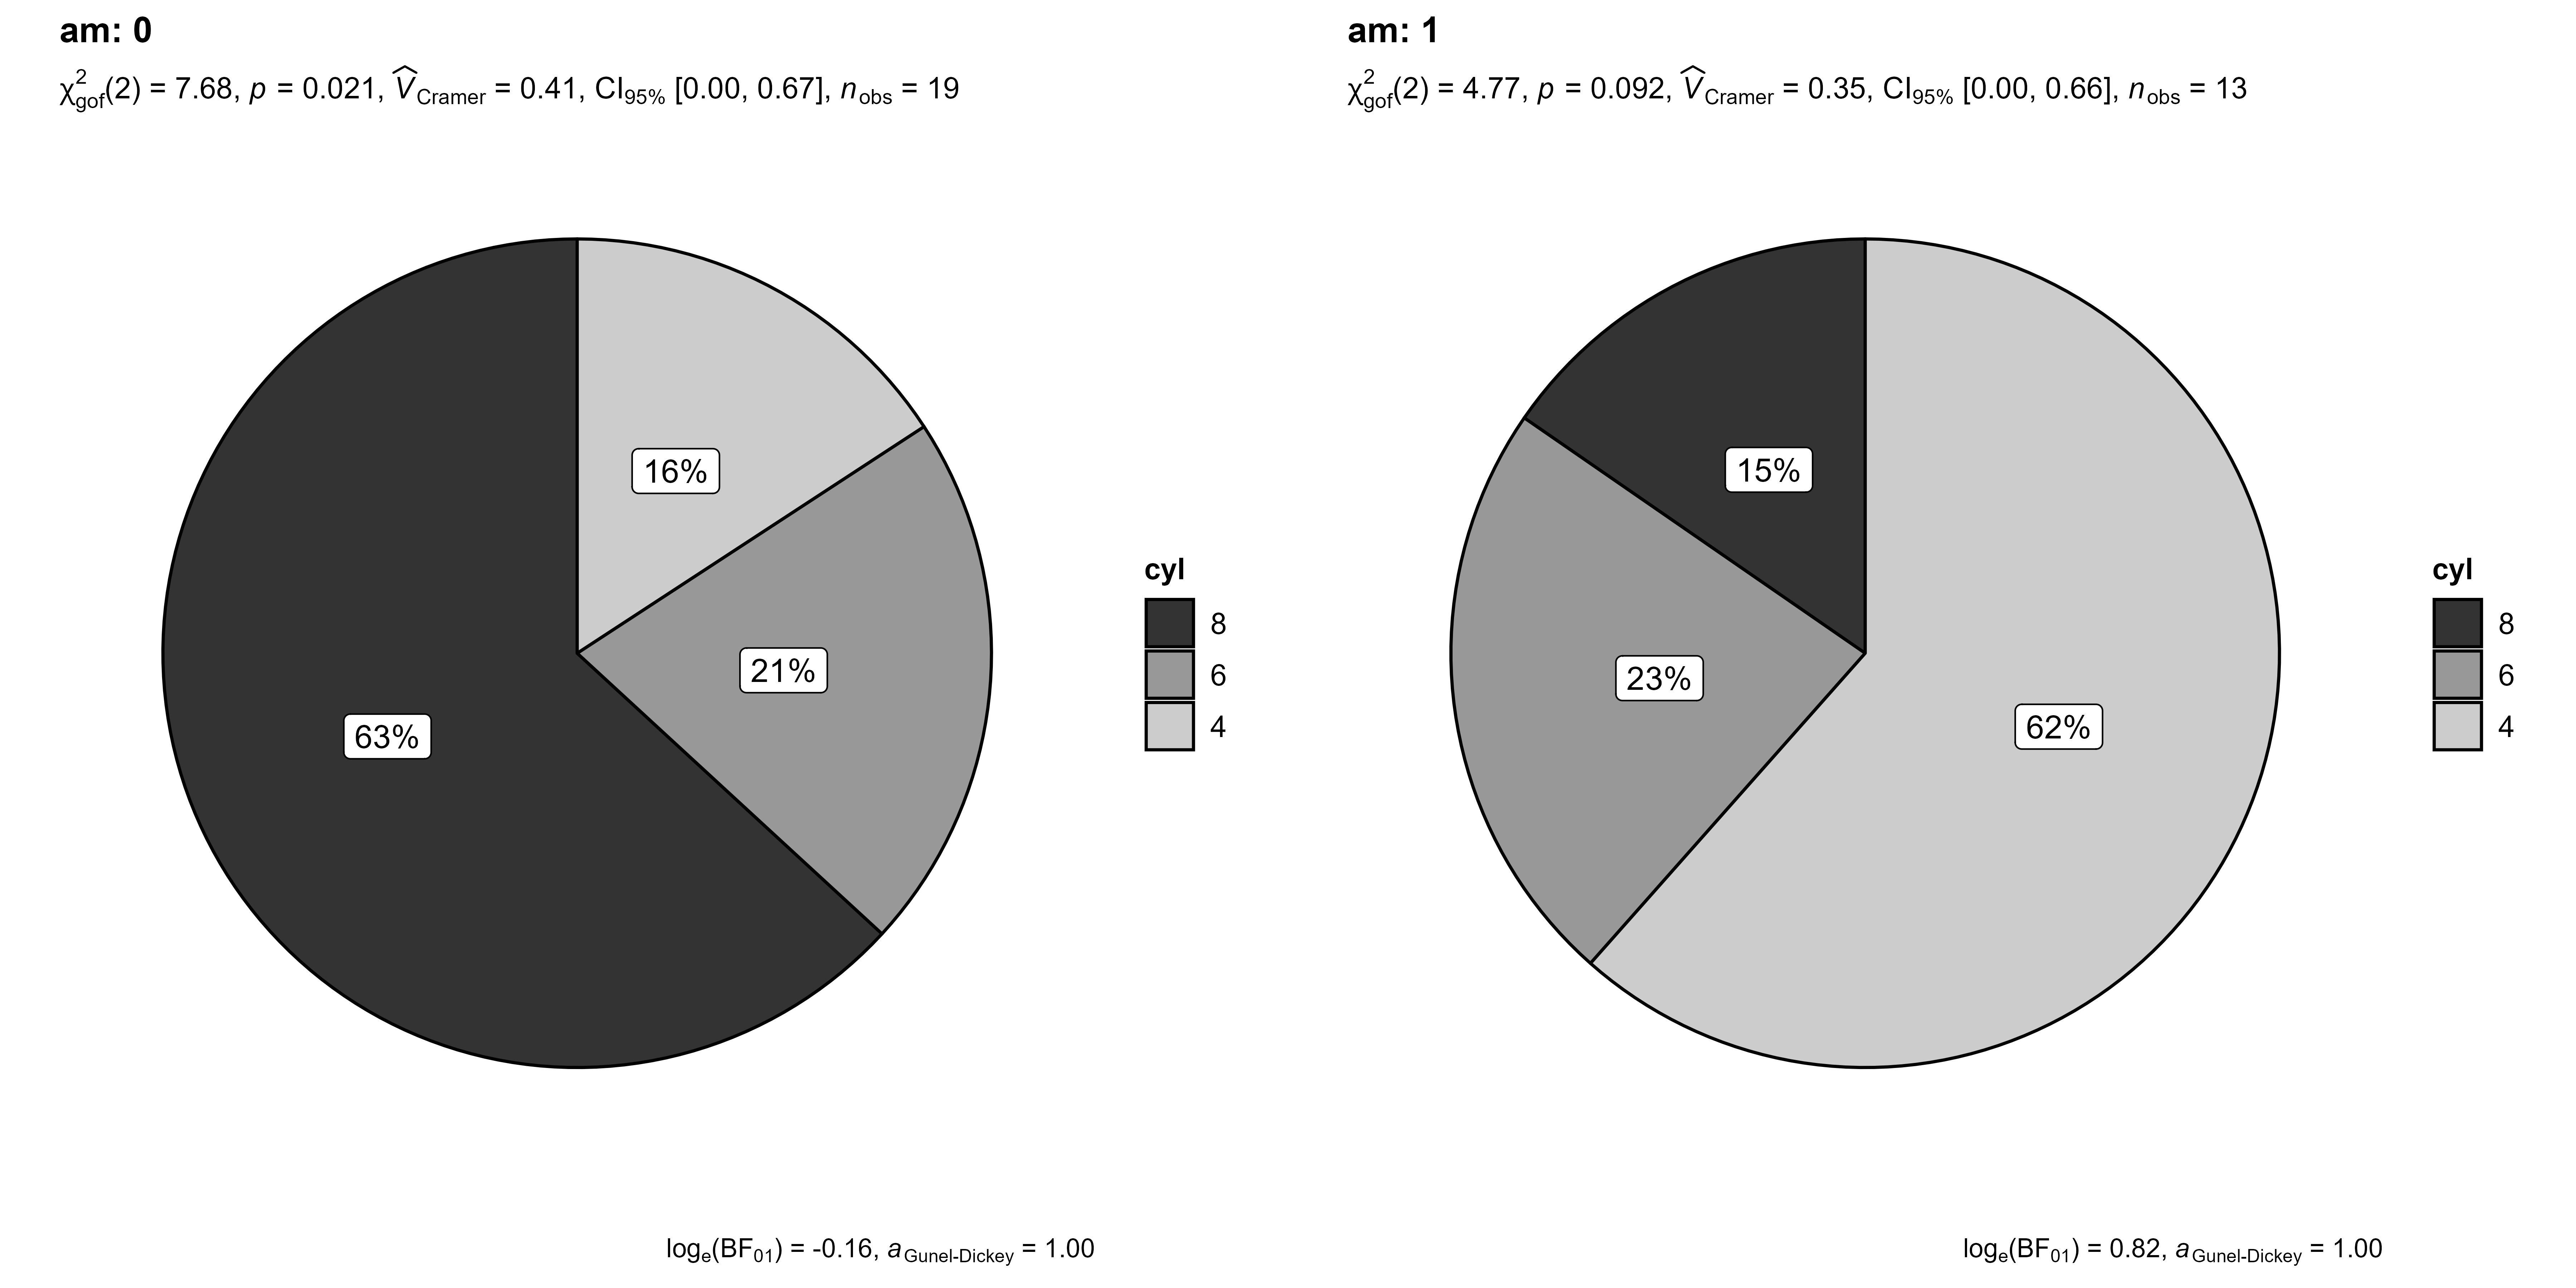 am: 0
χ²gof(2) = 7.68, p = 0.021, V̂Cramer = 0.41, CI95% [0.00, 0.67], nobs = 19
16%
21%
63%
cyl
8
6
4
loge(BF01) = -0.16, aGunel-Dickey = 1.00
am: 1
χ²gof(2) = 4.77, p = 0.092, V̂Cramer = 0.35, CI95% [0.00, 0.66], nobs = 13
15%
23%
62%
cyl
8
6
4
loge(BF01) = 0.82, aGunel-Dickey = 1.00